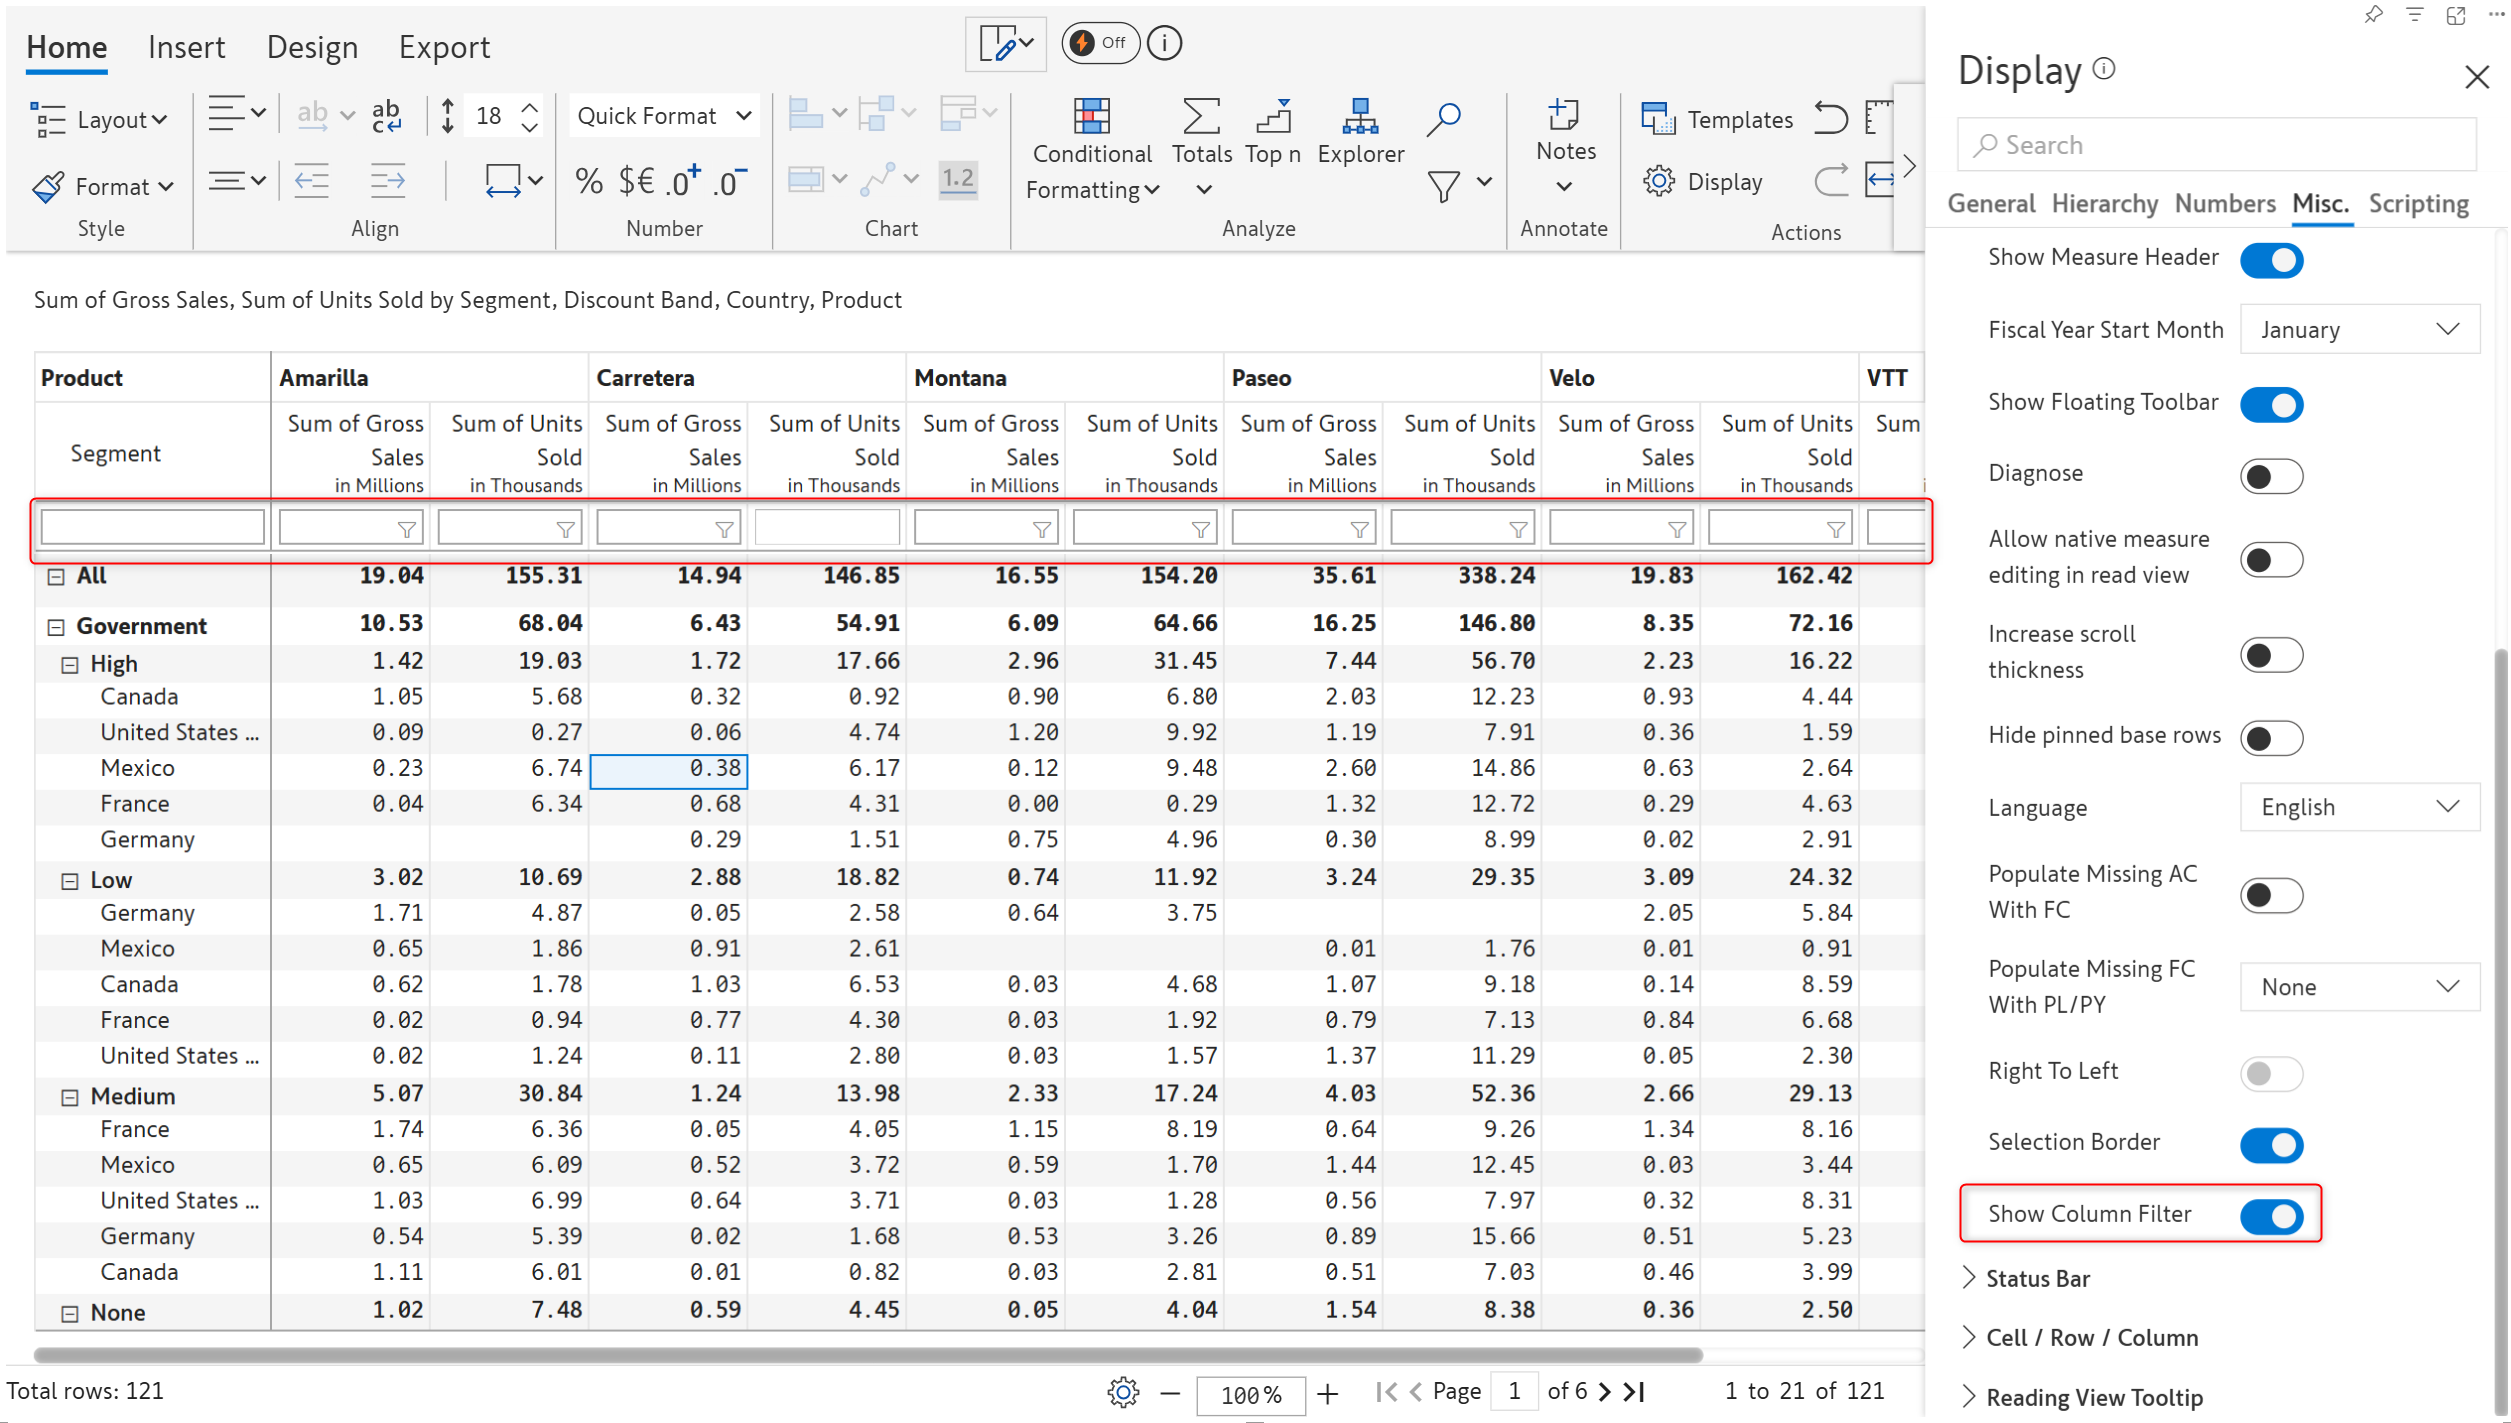 Home Insert Design Export Off
Layout ab ab 18 Quick Format
c
Format % $€ .0+ .0- 1.2
Conditional Formatting Totals Top n Explorer Notes Templates
Display
Style Align Number Chart Analyze Annotate Actions
Sum of Gross Sales, Sum of Units Sold by Segment, Discount Band, Country, Product
Product Amarilla Carretera Montana Paseo Velo VTT
Segment Sum of Gross Sales in Millions Sum of Units Sold in Thousands Sum of Gross Sales in Millions Sum of Units Sold in Thousands Sum of Gross Sales in Millions Sum of Units Sold in Thousands Sum of Gross Sales in Millions Sum of Units Sold in Thousands Sum of Gross Sales in Millions Sum of Units Sold in Thousands Sum
All 19.04 155.31 14.94 146.85 16.55 154.20 35.61 338.24 19.83 162.42
Government 10.53 68.04 6.43 54.91 6.09 64.66 16.25 146.80 8.35 72.16
High 1.42 19.03 1.72 17.66 2.96 31.45 7.44 56.70 2.23 16.22
Canada 1.05 5.68 0.32 0.92 0.90 6.80 2.03 12.23 0.93 4.44
United States ... 0.09 0.27 0.06 4.74 1.20 9.92 1.19 7.91 0.36 1.59
Mexico 0.23 6.74 0.38 6.17 0.12 9.48 2.60 14.86 0.63 2.64
France 0.04 6.34 0.68 4.31 0.00 0.29 1.32 12.72 0.29 4.63
Germany 0.29 1.51 0.75 4.96 0.30 8.99 0.02 2.91
Low 3.02 10.69 2.88 18.82 0.74 11.92 3.24 29.35 3.09 24.32
Germany 1.71 4.87 0.05 2.58 0.64 3.75 2.05 5.84
Mexico 0.65 1.86 0.91 2.61 0.01 1.76 0.01 0.91
Canada 0.62 1.78 1.03 6.53 0.03 4.68 1.07 9.18 0.14 8.59
France 0.02 0.94 0.77 4.30 0.03 1.92 0.79 7.13 0.84 6.68
United States ... 0.02 1.24 0.11 2.80 0.03 1.57 1.37 11.29 0.05 2.30
Medium 5.07 30.84 1.24 13.98 2.33 17.24 4.03 52.36 2.66 29.13
France 1.74 6.36 0.05 4.05 1.15 8.19 0.64 9.26 1.34 8.16
Mexico 0.65 6.09 0.52 3.72 0.59 1.70 1.44 12.45 0.03 3.44
United States ... 1.03 6.99 0.64 3.71 0.03 1.28 0.56 7.97 0.32 8.31
Germany 0.54 5.39 0.02 1.68 0.53 3.26 0.89 15.66 0.51 5.23
Canada 1.11 6.01 0.01 0.82 0.03 2.81 0.51 7.03 0.46 3.99
None 1.02 7.48 0.59 4.45 0.05 4.04 1.54 8.38 0.36 2.50
Total rows: 121 100% Page 1 of 6 1 to 21 of 121
Display
Search
General Hierarchy Numbers Misc. Scripting
Show Measure Header
Fiscal Year Start Month January
Show Floating Toolbar
Diagnose
Allow native measure
editing in read view
Increase scroll
thickness
Hide pinned base rows
Language English
Populate Missing AC
With FC
Populate Missing FC
With PL/PY None
Right To Left
Selection Border
Show Column Filter
Status Bar
Cell / Row / Column
Reading View Tooltip